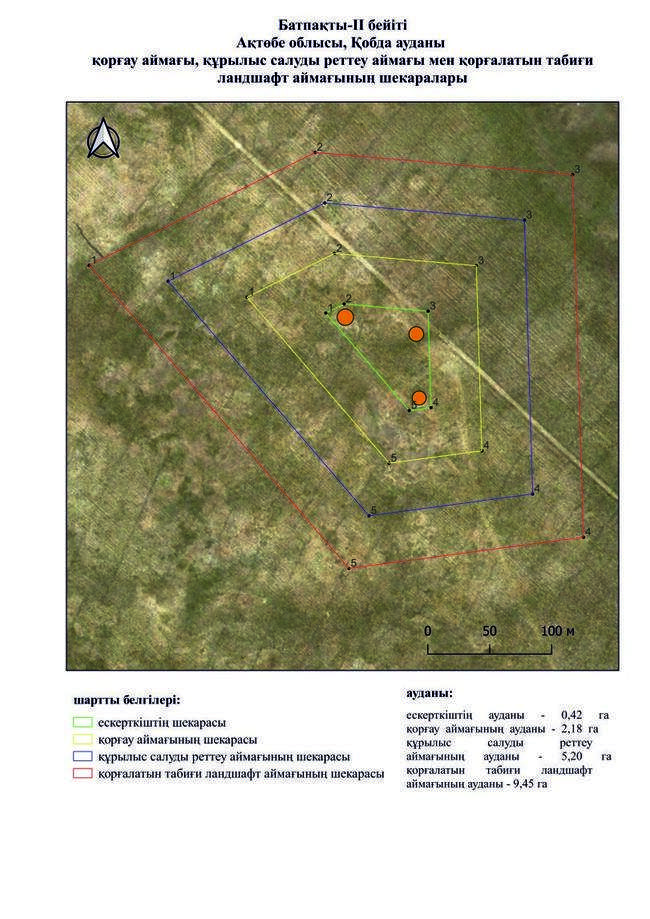 Батпақты-II бейіті
Ақтөбе облысы, Қобда ауданы
қорғау аймағы, құрылыс салуды реттеу аймағы мен қорғалатын табиғи
ландшафт аймағының шекаралары
2
3
2
3
1
2
3
1
1
2
3
1
5
4
4
5
4
5
4
5
0 50 100 м
шартты белгілері:
ескерткіштің шекарасы
қорғау аймағының шекарасы
құрылыс салуды реттеу аймағының шекарасы
қорғалатын табиғи ландшафт аймағының шекарасы
ауданы:
ескерткіштің ауданы - 0,42 га
қорғау аймағының ауданы - 2,18 га
құрылыс салуды реттеу
аймағының ауданы - 5,20 га
қорғалатын табиғи ландшафт
аймағының ауданы - 9,45 га